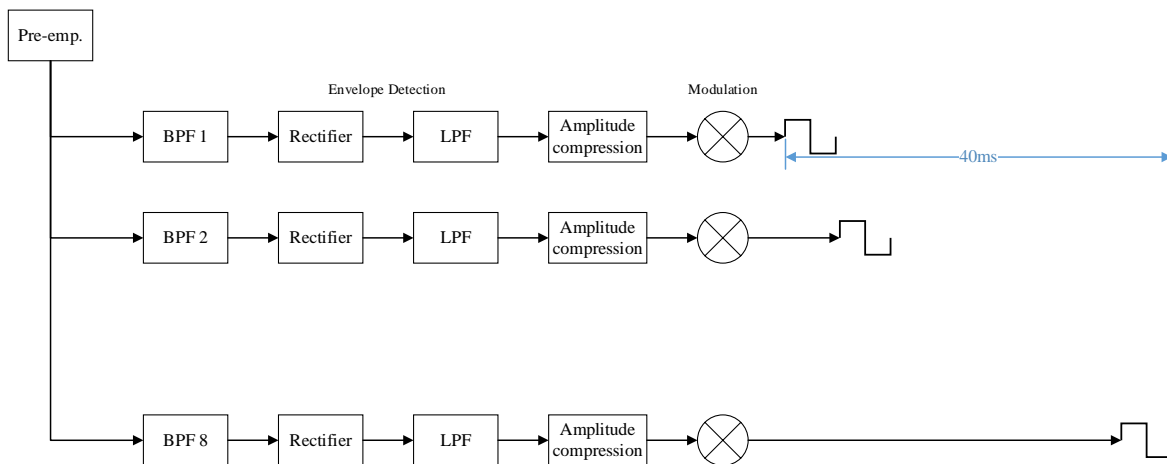 Pre-emp.
Envelope Detection
Modulation
BPF 1
Rectifier
LPF
Amplitude
compression
40ms
BPF 2
Rectifier
LPF
Amplitude
compression
BPF 8
Rectifier
LPF
Amplitude
compression